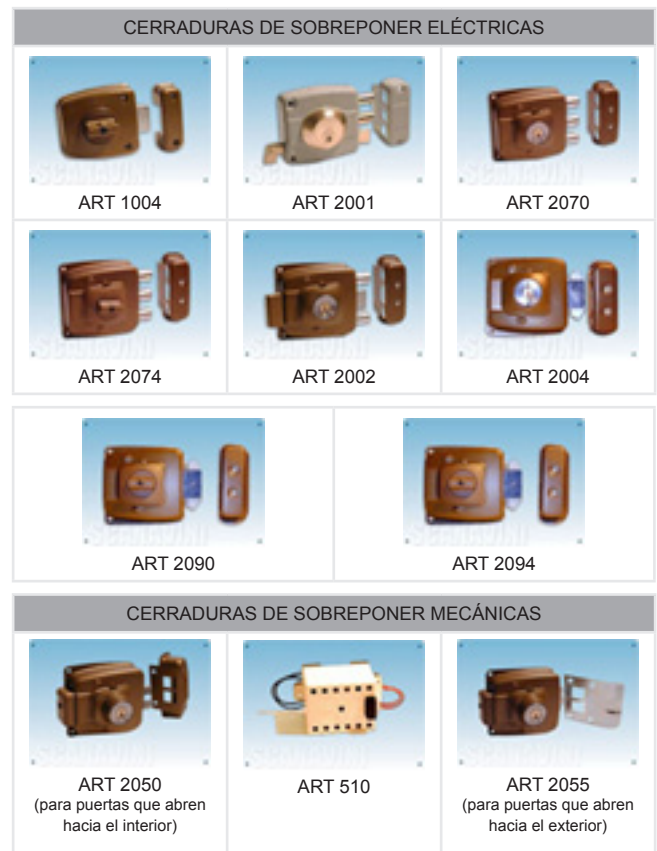 CERRADURAS DE SOBREPONER ELÉCTRICAS
ART 1004
ART 2001
ART 2070
ART 2074
ART 2002
ART 2004
ART 2090
ART 2094
CERRADURAS DE SOBREPONER MECÁNICAS
ART 2050
(para puertas que abren
hacia el interior)
ART 510
ART 2055
(para puertas que abren
hacia el exterior)